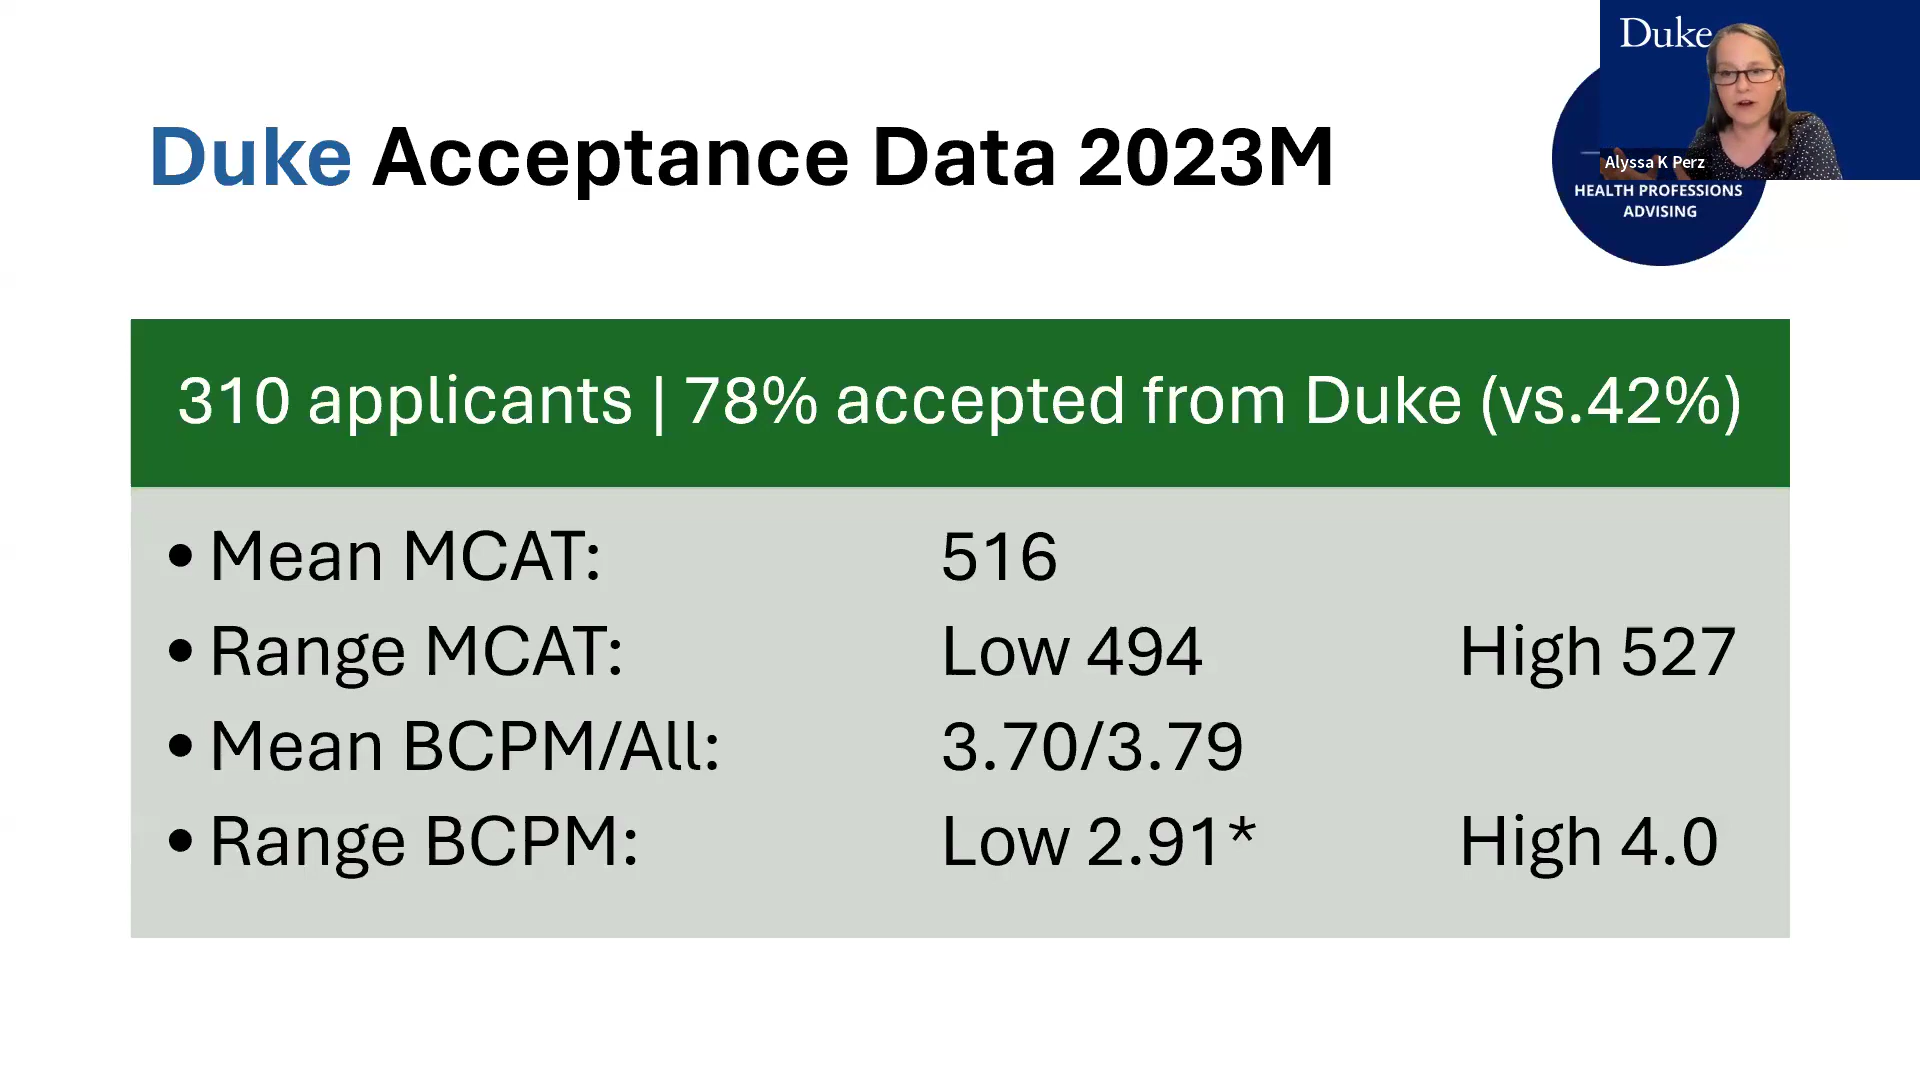 Duke
Alyssa K Perz
HEALTH PROFESSIONS
ADVISING
Duke Acceptance Data 2023M
310 applicants | 78% accepted from Duke (vs.42%)
• Mean MCAT: 516
• Range MCAT: Low 494 High 527
• Mean BCPM/All: 3.70/3.79
• Range BCPM: Low 2.91* High 4.0